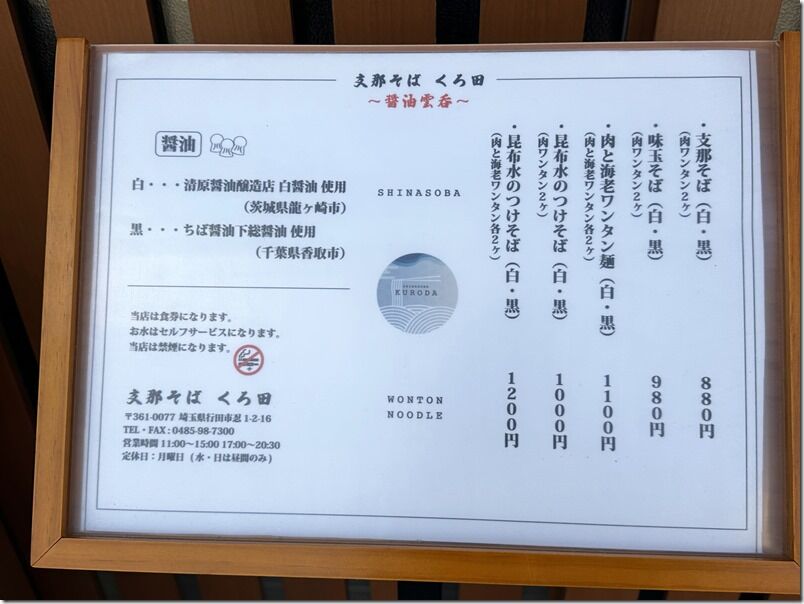 支那そば くろ田
～醤油雲呑～
・支那そば（白・黒） 880円
（肉ワンタン2ヶ）
・味玉そば（白・黒） 980円
（肉ワンタン2ヶ）
・肉と海老ワンタン麺（白・黒） 1100円
（肉と海老ワンタン各2ヶ）
・昆布水のつけそば（白・黒） 1000円
（肉ワンタン2ヶ）
・昆布水のつけそば（白・黒） 1200円
（肉と海老ワンタン各2ヶ）
SHINASOBA
SHINASOBA
KURODA
WONTON
NOODLE
醤油
白・・・清原醤油醸造店 白醤油 使用
（茨城県龍ヶ崎市）
黒・・・ちば醤油下総醤油 使用
（千葉県香取市）
当店は食券になります。
お水はセルフサービスになります。
当店は禁煙になります。
支那そば くろ田
〒361-0077 埼玉県行田市忍 1-2-16
TEL・FAX : 0485-98-7300
営業時間 11:00～15:00 17:00～20:30
定休日：月曜日（水・日は昼間のみ）